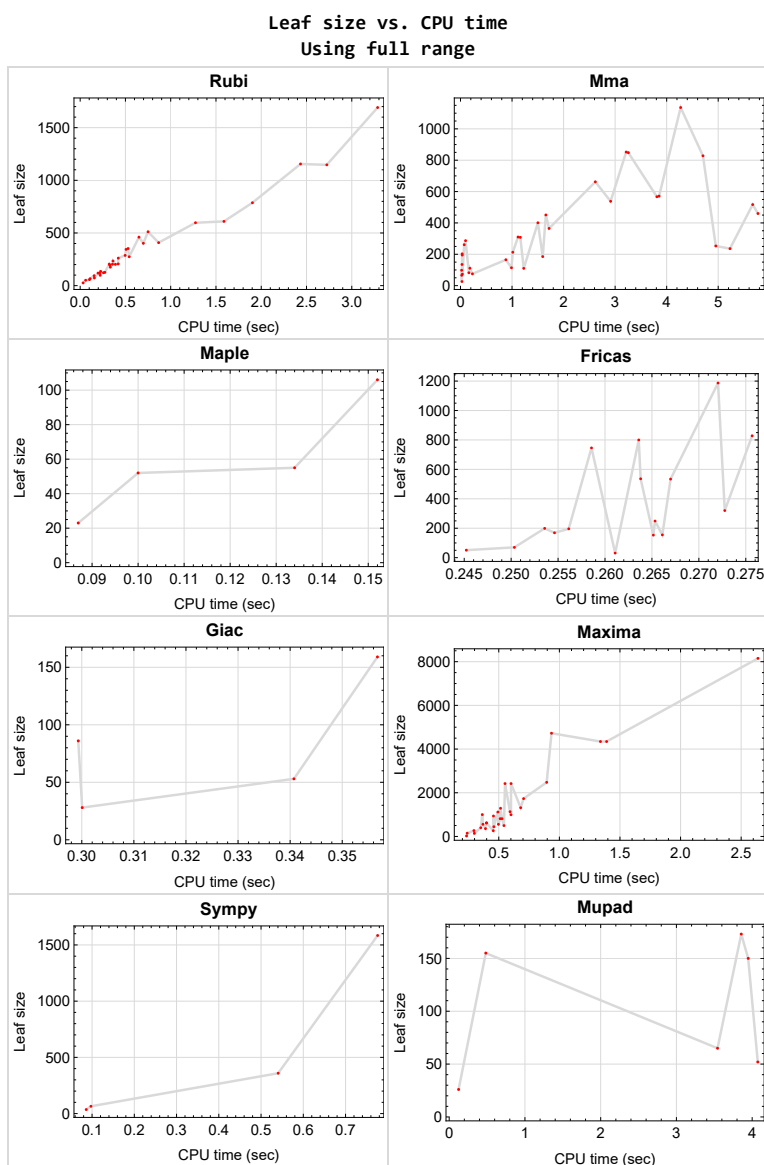 Leaf size vs. CPU time
Using full range
Rubi
Leaf size
1500
1000
500
0
0.0 0.5 1.0 1.5 2.0 2.5 3.0
CPU time (sec)
Mma
Leaf size
1000
800
600
400
200
0
0 1 2 3 4 5
CPU time (sec)
Maple
Leaf size
100
80
60
40
20
0
0.09 0.10 0.11 0.12 0.13 0.14 0.15
CPU time (sec)
Fricas
Leaf size
1200
1000
800
600
400
200
0
0.245 0.250 0.255 0.260 0.265 0.270 0.275
CPU time (sec)
Giac
Leaf size
150
100
50
0
0.30 0.31 0.32 0.33 0.34 0.35
CPU time (sec)
Maxima
Leaf size
8000
6000
4000
2000
0
0.5 1.0 1.5 2.0 2.5
CPU time (sec)
Sympy
Leaf size
1500
1000
500
0
0.1 0.2 0.3 0.4 0.5 0.6 0.7
CPU time (sec)
Mupad
Leaf size
150
100
50
0
0 1 2 3 4
CPU time (sec)